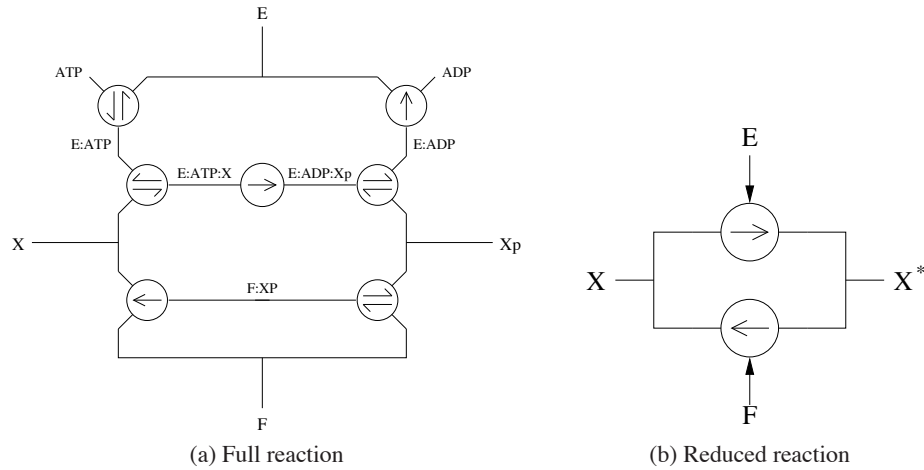 E
ATP
ADP
E:ATP
E:ADP
E:ATP:X
E:ADP:Xp
X
Xp
F:XP
F
(a) Full reaction
E
X
X*
F
(b) Reduced reaction